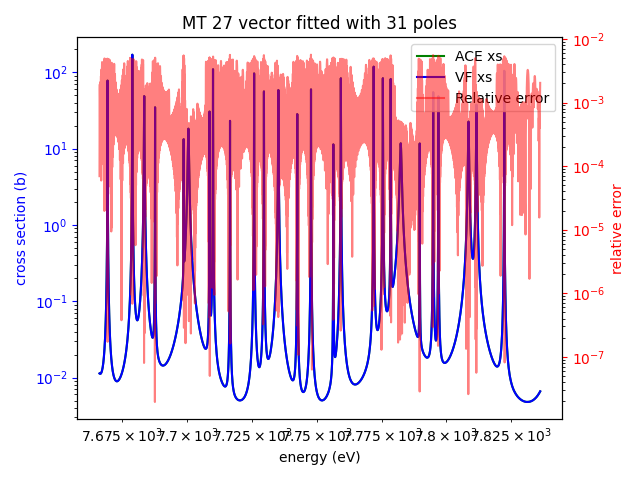 MT 27 vector fitted with 31 poles
ACE xs
VF xs
Relative error
cross section (b)
10²
10¹
10⁰
10⁻¹
10⁻²
10⁻²
10⁻³
10⁻⁴
10⁻⁵
10⁻⁶
10⁻⁷
relative error
7.675 × 10³ 7.7 × 10³ 7.725 × 10³ 7.75 × 10³ 7.775 × 10³ 7.8 × 10³ 7.825 × 10³
energy (eV)